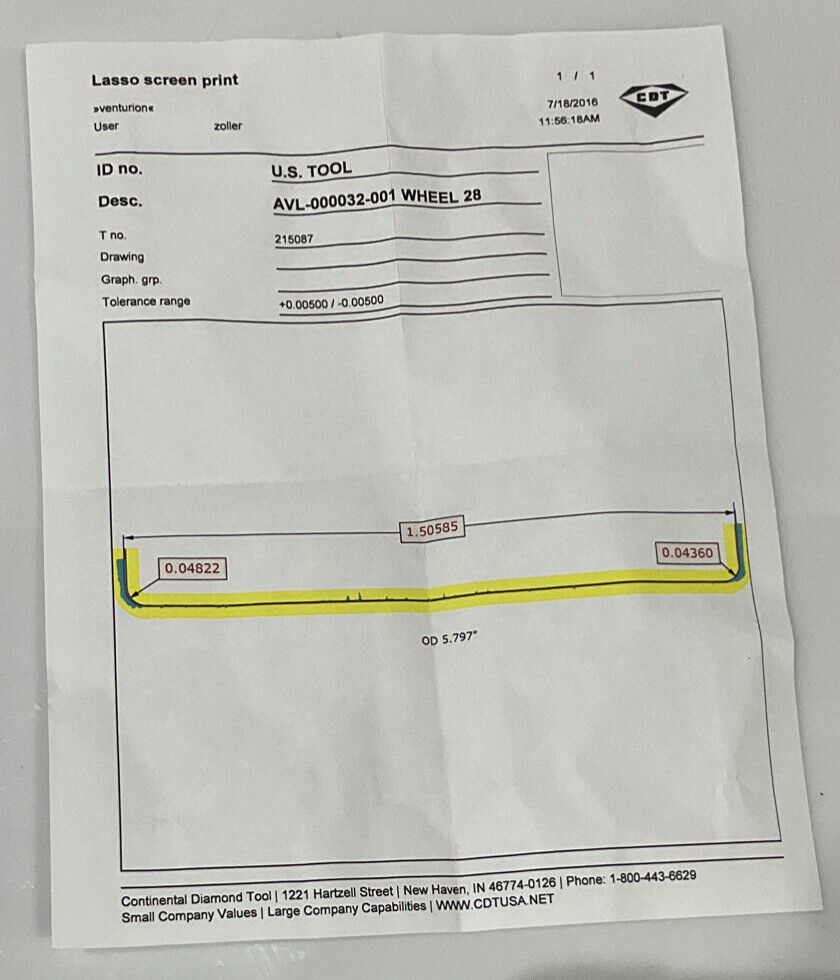 Lasso screen print
1 / 1
»venturion«
7/18/2016
CDT
User zoller
11:56:18AM
ID no. U.S. TOOL
Desc. AVL-000032-001 WHEEL 28
T no. 215087
Drawing
Graph. grp.
Tolerance range +0.00500 / -0.00500
1.50585
0.04822
0.04360
OD 5.797"
Continental Diamond Tool | 1221 Hartzell Street | New Haven, IN 46774-0126 | Phone: 1-800-443-6629
Small Company Values | Large Company Capabilities | WWW.CDTUSA.NET